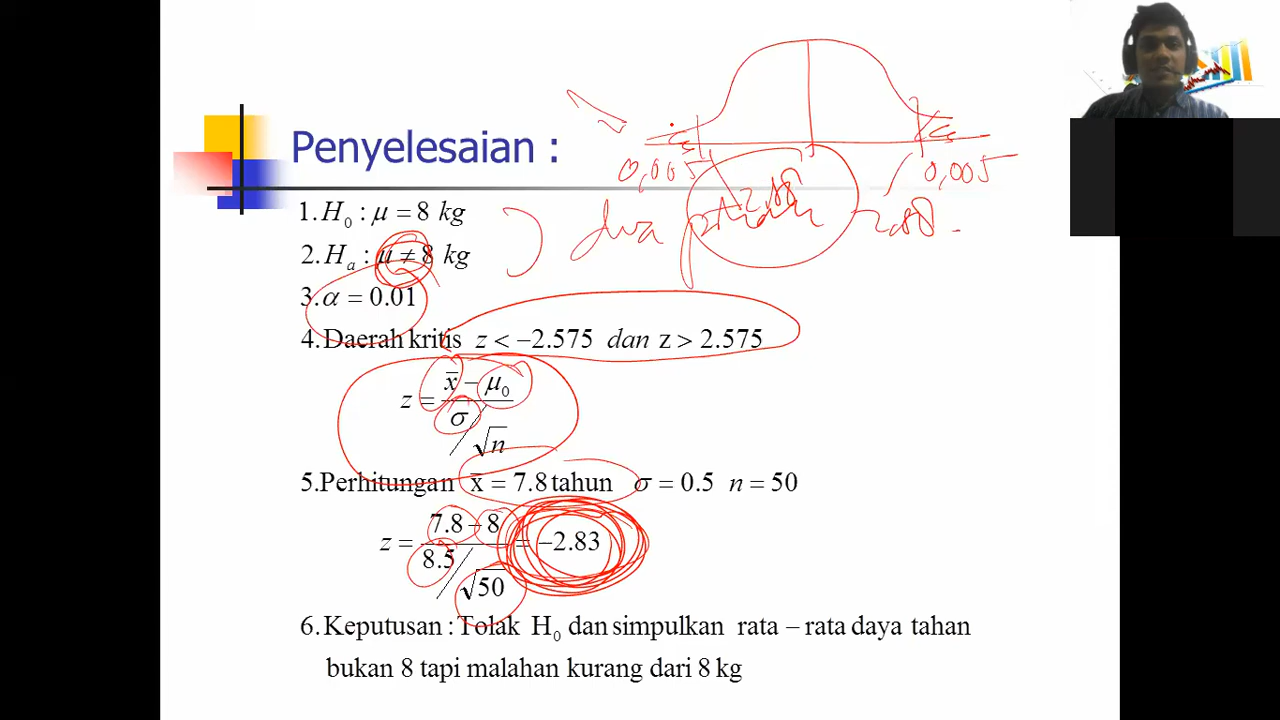 Penyelesaian :
0,005 0,005
1. H0 : μ = 8 kg
dua
2. Ha : μ ≠ 8 kg
3. α = 0.01
4. Daerah kritis z < −2.575 dan z > 2.575
z = x̄ − μ0 / σ / √n
5. Perhitungan x̄ = 7.8 tahun σ = 0.5 n = 50
z = 7.8 − 8 / 8.5 / √50 = −2.83
6. Keputusan : Tolak H0 dan simpulkan rata – rata daya tahan
bukan 8 tapi malahan kurang dari 8 kg